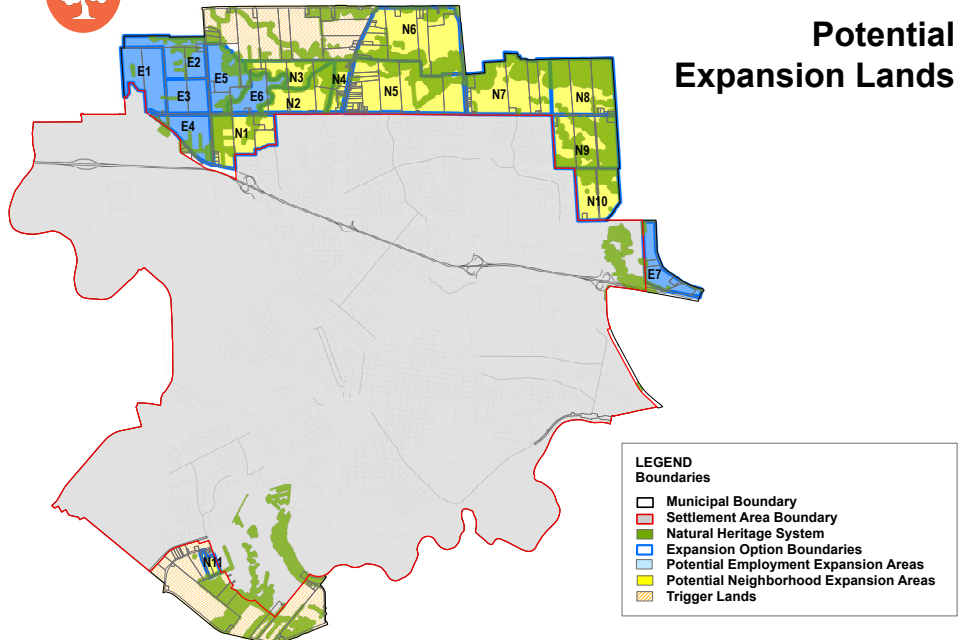 Potential
Expansion Lands
N6
E1
E2
E5
N3
N4
E3
E6
N2
N5
N7
N8
E4
N1
N9
N10
E7
N11
LEGEND
Boundaries
Municipal Boundary
Settlement Area Boundary
Natural Heritage System
Expansion Option Boundaries
Potential Employment Expansion Areas
Potential Neighborhood Expansion Areas
Trigger Lands